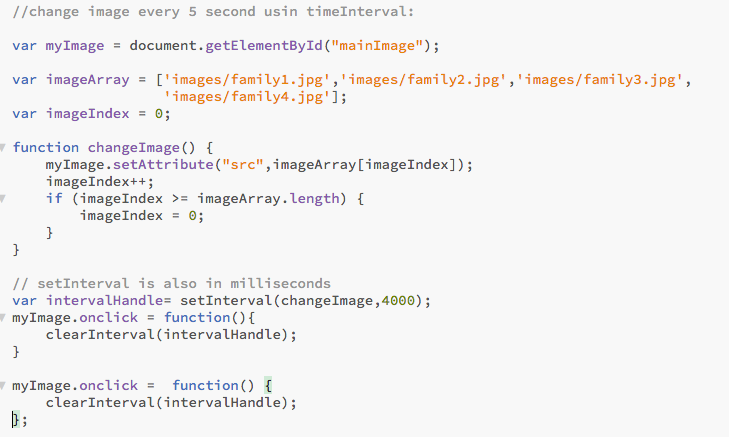 //change image every 5 second usin timeInterval:
var myImage = document.getElementById("mainImage");
var imageArray = ['images/family1.jpg','images/family2.jpg','images/family3.jpg',
'images/family4.jpg'];
var imageIndex = 0;
function changeImage() {
myImage.setAttribute("src",imageArray[imageIndex]);
imageIndex++;
if (imageIndex >= imageArray.length) {
imageIndex = 0;
}
}
// setInterval is also in milliseconds
var intervalHandle= setInterval(changeImage,4000);
myImage.onclick = function(){
clearInterval(intervalHandle);
}
myImage.onclick =  function() {
clearInterval(intervalHandle);
};